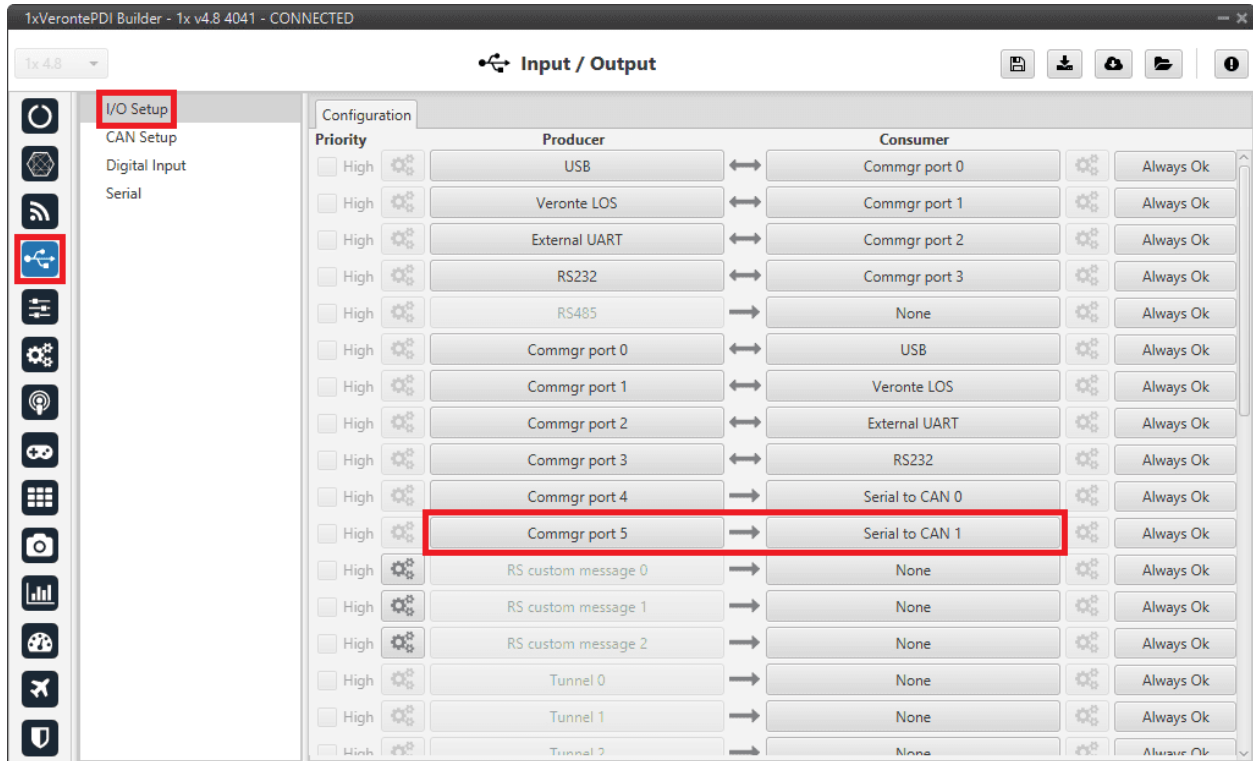 1xVerontePDI Builder - 1x v4.8 4041 - CONNECTED
1x 4.8 Input / Output
I/O Setup
CAN Setup
Digital Input
Serial
Configuration
Priority Producer Consumer
High USB Commgr port 0 Always Ok
High Veronte LOS Commgr port 1 Always Ok
High External UART Commgr port 2 Always Ok
High RS232 Commgr port 3 Always Ok
High RS485 None Always Ok
High Commgr port 0 USB Always Ok
High Commgr port 1 Veronte LOS Always Ok
High Commgr port 2 External UART Always Ok
High Commgr port 3 RS232 Always Ok
High Commgr port 4 Serial to CAN 0 Always Ok
High Commgr port 5 Serial to CAN 1 Always Ok
High RS custom message 0 None Always Ok
High RS custom message 1 None Always Ok
High RS custom message 2 None Always Ok
High Tunnel 0 None Always Ok
High Tunnel 1 None Always Ok
High Tunnel 2 None Always Ok